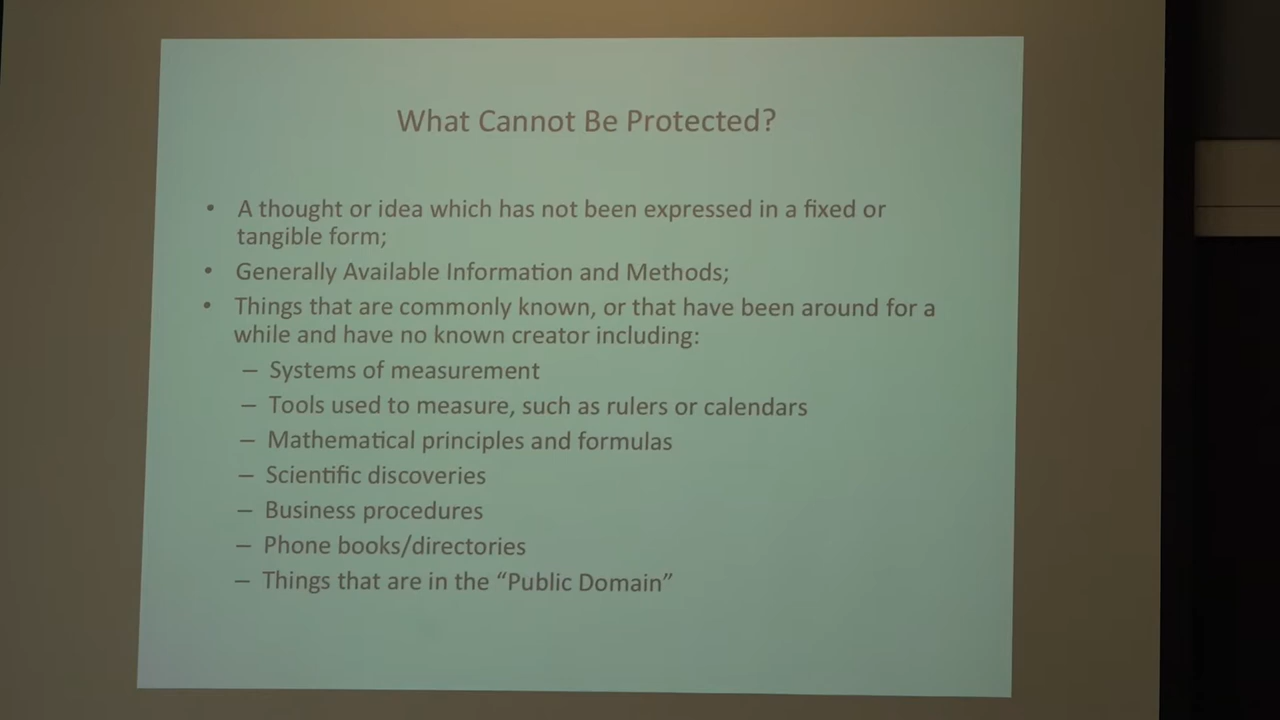 What Cannot Be Protected?
• A thought or idea which has not been expressed in a fixed or
tangible form;
• Generally Available Information and Methods;
• Things that are commonly known, or that have been around for a
while and have no known creator including:
– Systems of measurement
– Tools used to measure, such as rulers or calendars
– Mathematical principles and formulas
– Scientific discoveries
– Business procedures
– Phone books/directories
– Things that are in the “Public Domain”